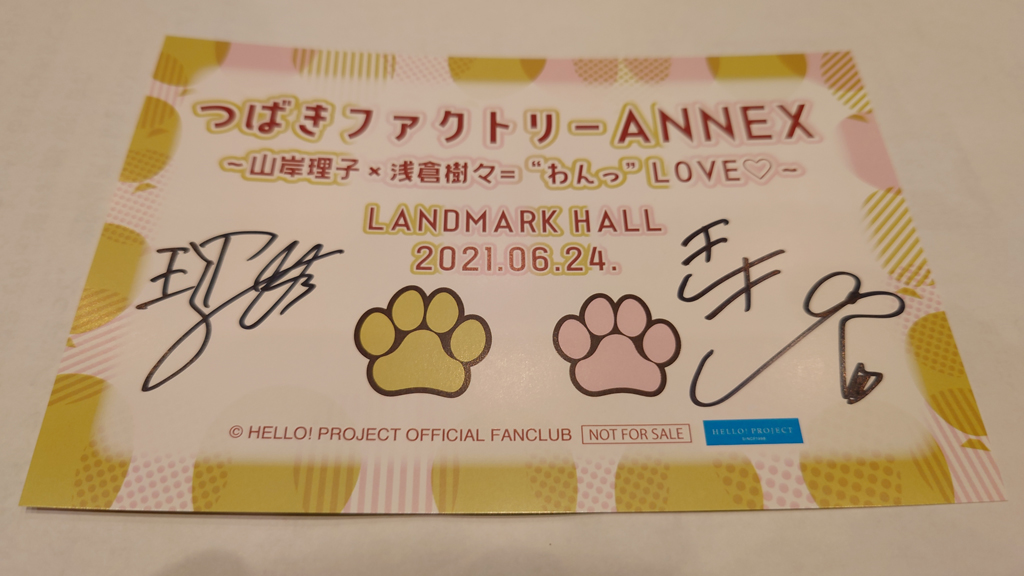 つばきファクトリーANNEX
~山岸理子×浅倉樹々="わんっ"LOVE♡~
LANDMARK HALL
2021.06.24.
© HELLO! PROJECT OFFICIAL FANCLUB NOT FOR SALE HELLO! PROJECT